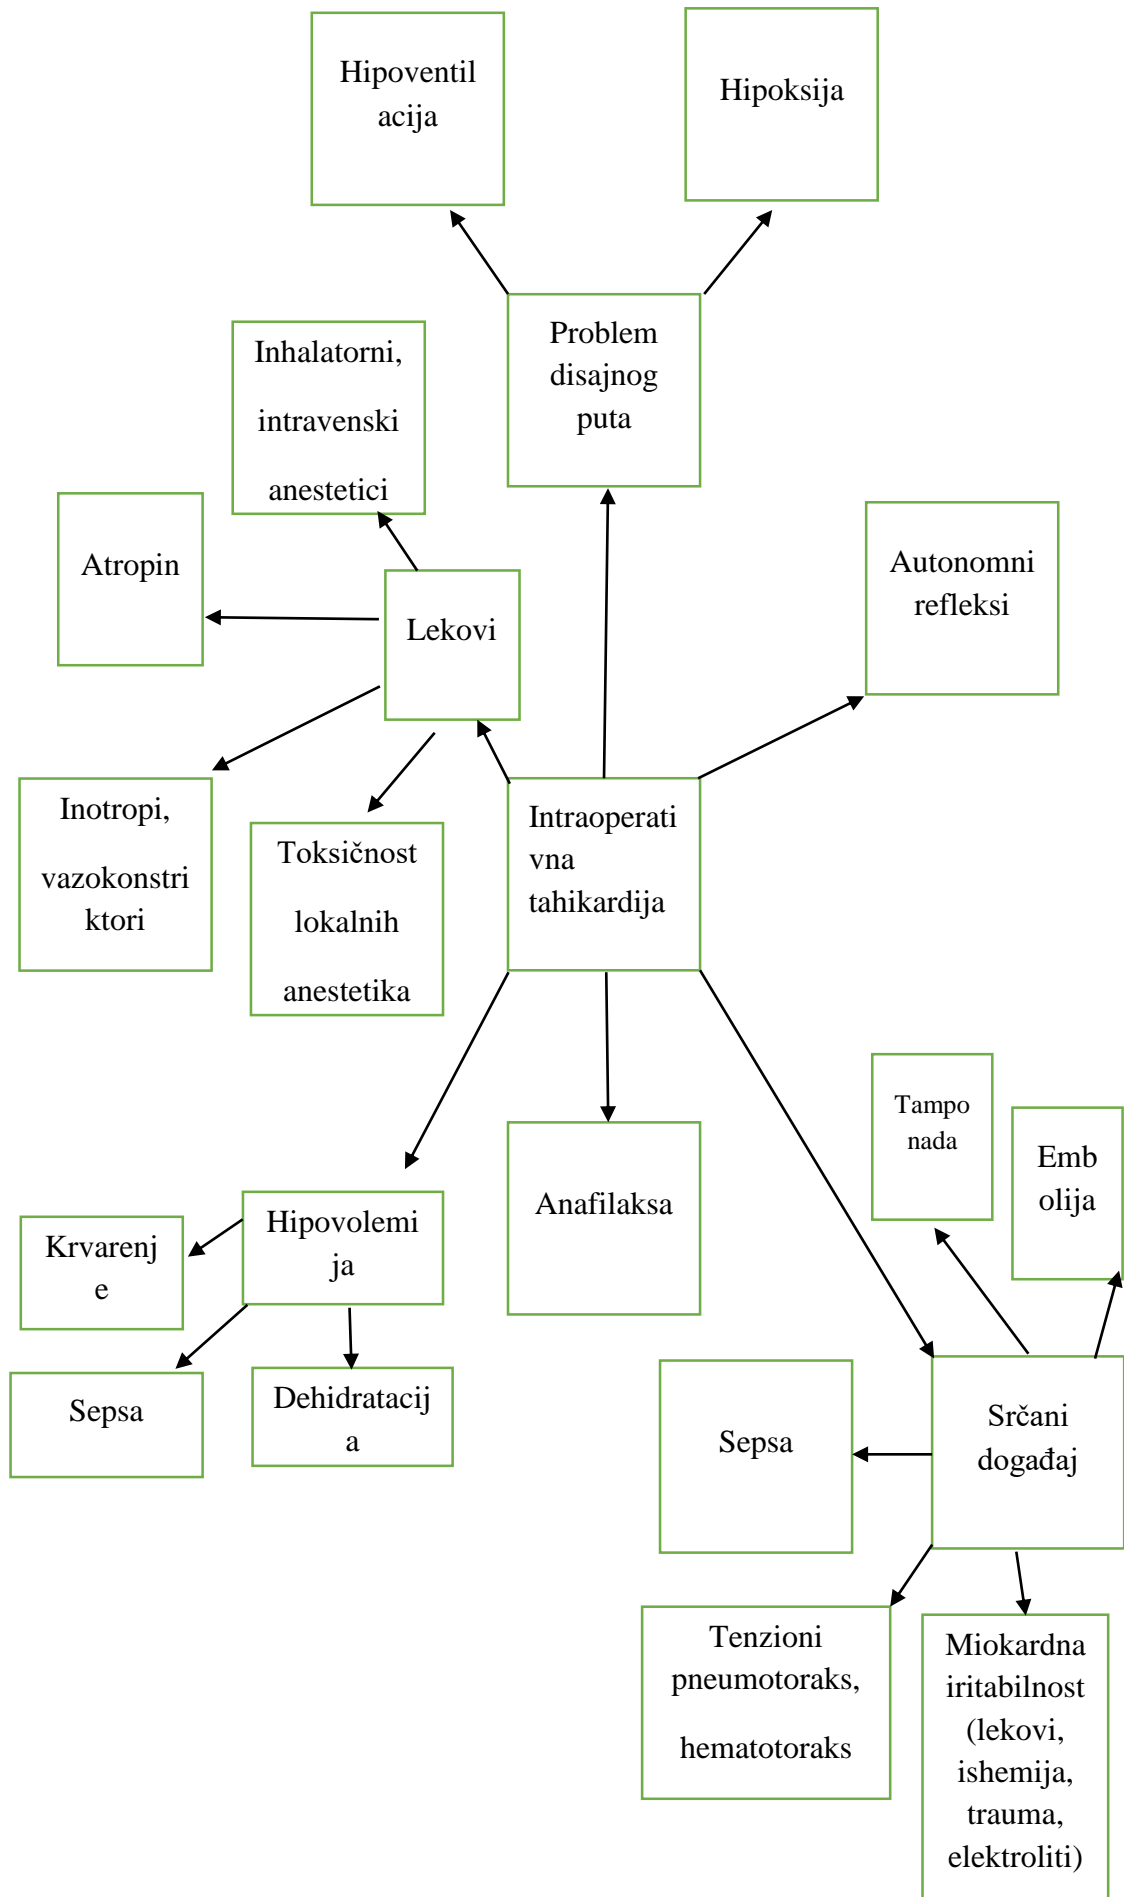 Hipoventil
acija
Hipoksija
Problem
disajnog
puta
Inhalatorni,
intravenski
anestetici
Atropin
Autonomni
refleksi
Lekovi
Inotropi,
vazokonstri
ktori
Toksičnost
lokalnih
anestetika
Intraoperati
vna
tahikardija
Tampo
nada
Emb
olija
Anafilaksa
Hipovolemi
ja
Krvarenj
e
Sepsa
Dehidratacij
a
Sepsa
Srčani
događaj
Tenzioni
pneumotoraks,
hematotoraks
Miokardna
iritabilnost
(lekovi,
ishemija,
trauma,
elektroliti)